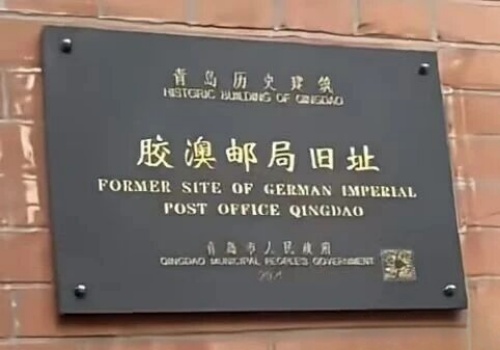 青岛历史建筑
HISTORIC BUILDING OF QINGDAO
胶澳邮局旧址
FORMER SITE OF GERMAN IMPERIAL
POST OFFICE QINGDAO
青岛市人民政府
QINGDAO MUNICIPAL PEOPLE'S GOVERNMENT